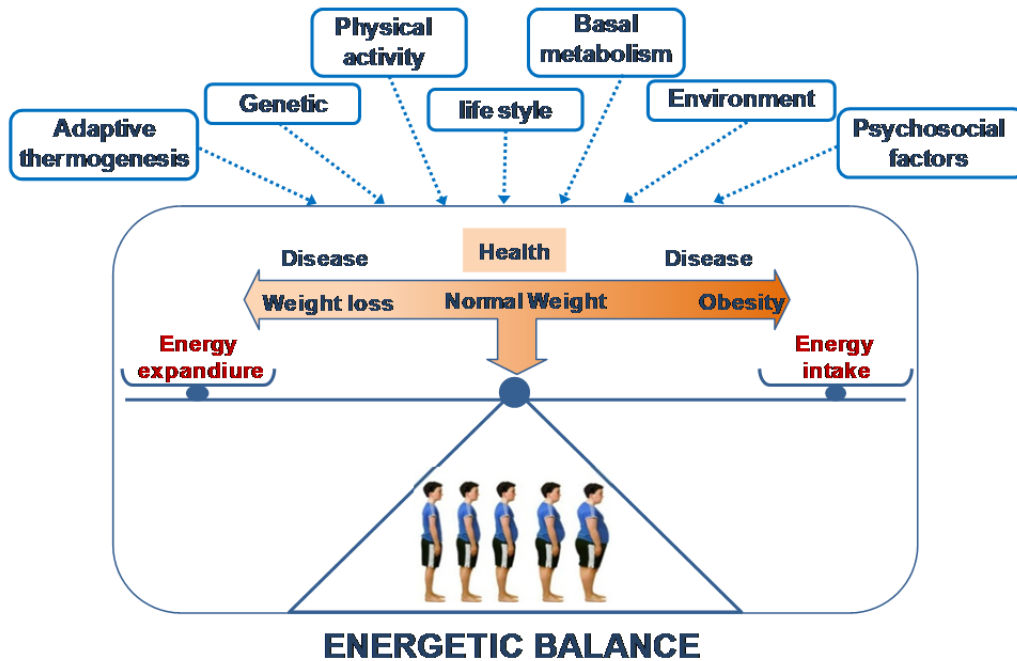 Physical
activity
Basal
metabolism
Genetic
life style
Environment
Adaptive
thermogenesis
Psychosocial
factors
Disease
Health
Disease
Weight loss
Normal Weight
Obesity
Energy
expandiure
Energy
intake
ENERGETIC BALANCE